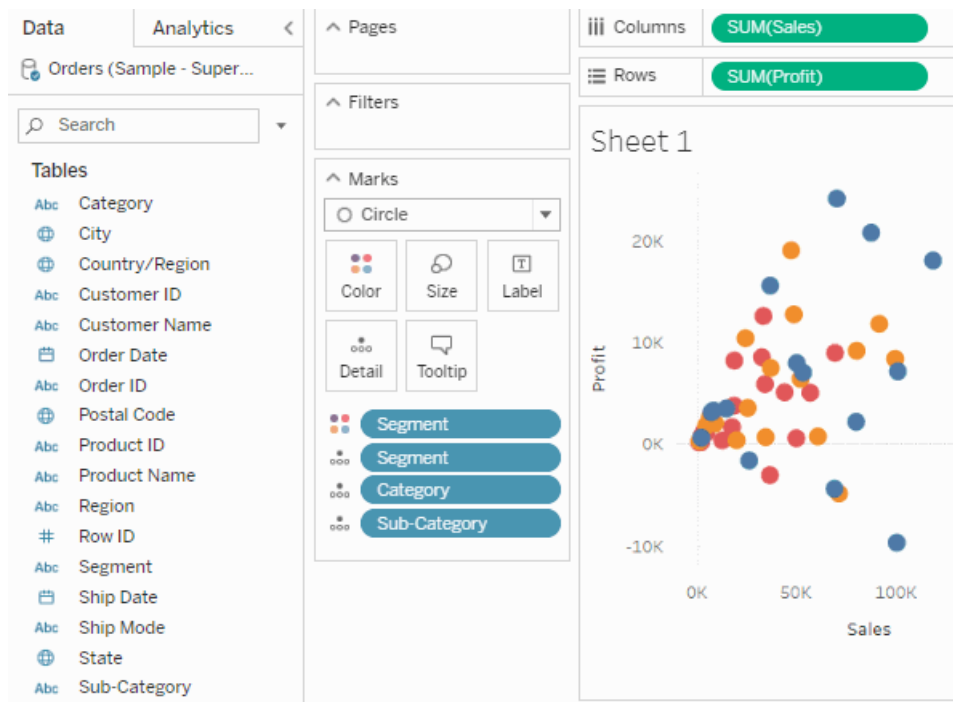 Data
Analytics
Orders (Sample - Super...
Search
Tables
Abc Category
City
Country/Region
Abc Customer ID
Abc Customer Name
Order Date
Abc Order ID
Postal Code
Abc Product ID
Abc Product Name
Abc Region
# Row ID
Abc Segment
Ship Date
Abc Ship Mode
State
Abc Sub-Category
Pages
Filters
Marks
Circle
Color
Size
T
Label
Detail
Tooltip
Segment
Segment
Category
Sub-Category
Columns
SUM(Sales)
Rows
SUM(Profit)
Sheet 1
Profit
20K
10K
0K
-10K
0K
50K
100K
Sales